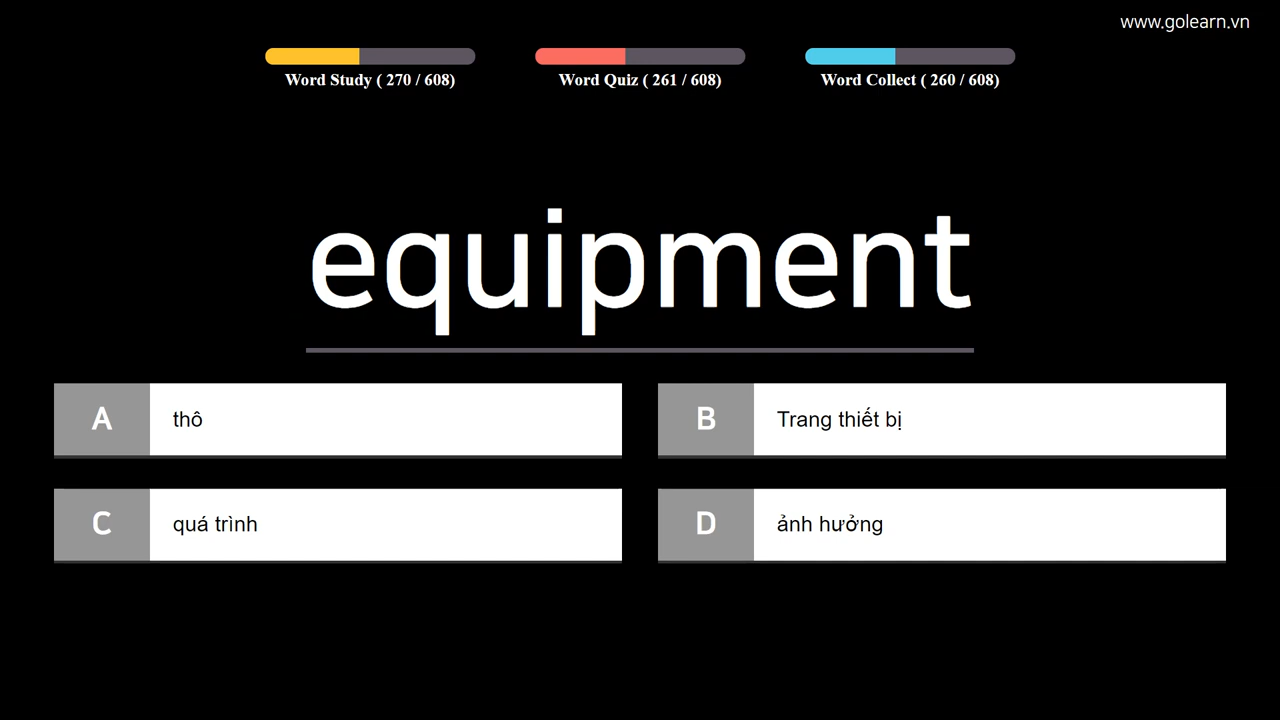 www.golearn.vn
Word Study ( 270 / 608)
Word Quiz ( 261 / 608)
Word Collect ( 260 / 608)
equipment
A thô
B Trang thiết bị
C quá trình
D ảnh hưởng